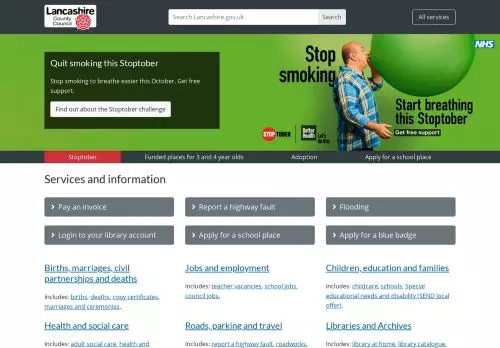 Lancashire
County
Council
Search Lancashire.gov.uk
Search
All services
Quit smoking this Stoptober
Stop smoking to breathe easier this October. Get free
support.
Find out about the Stoptober challenge
Stop
smoking
NHS
Start breathing
this Stoptober
Get free support
STOPTOBER
Better
Health
Let's
do this
Stoptober
Funded places for 3 and 4 year olds
Adoption
Apply for a school place
Services and information
Pay an invoice
Report a highway fault
Flooding
Login to your library account
Apply for a school place
Apply for a blue badge
Births, marriages, civil
partnerships and deaths
Includes: births, deaths, copy certificates,
marriages and ceremonies.
Jobs and employment
Includes: teacher vacancies, school jobs,
council jobs.
Children, education and families
Includes: childcare, schools, Special
educational needs and disability (SEND local
offer).
Health and social care
Includes: adult social care, health and
Roads, parking and travel
Includes: report a highway fault, roadworks,
Libraries and Archives
Includes: library at home, library catalogue,